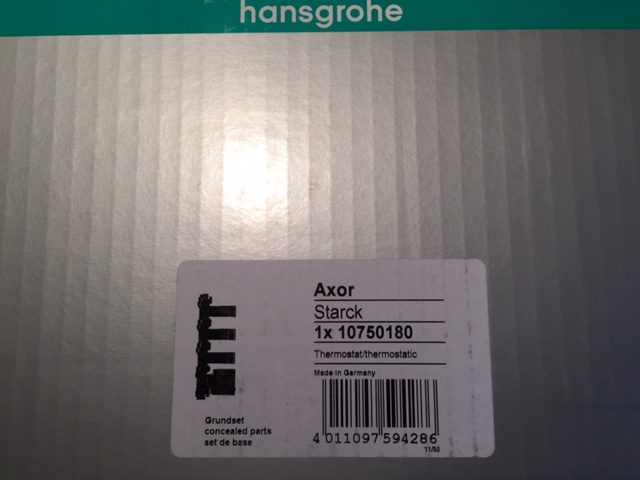 hansgrohe
Axor
Starck
1x 10750180
Thermostat/thermostatic
Made in Germany
Grundset
concealed parts
set de base
4 011097 594286
11/50